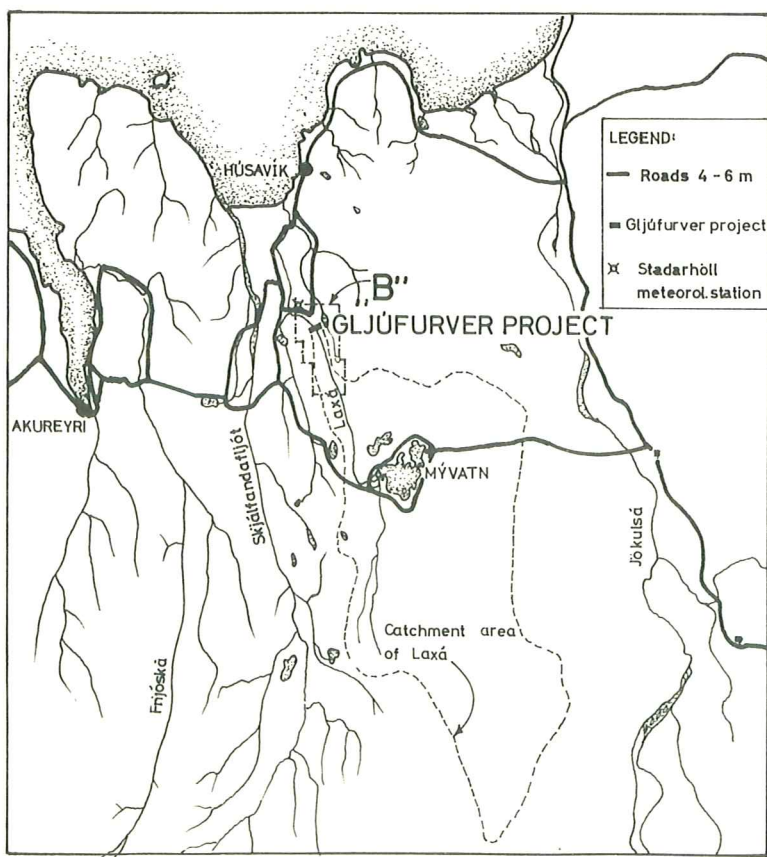 HÚSAVÍK
LEGEND:
Roads 4 - 6 m
Gljúfurver project
Stadarhóll
meteorol. station
„B"
GLJÚFURVER PROJECT
Laxá
AKUREYRI
MÝVATN
Skjálfandafljót
Jökulsá
Fnjóská
Catchment area
of Laxá